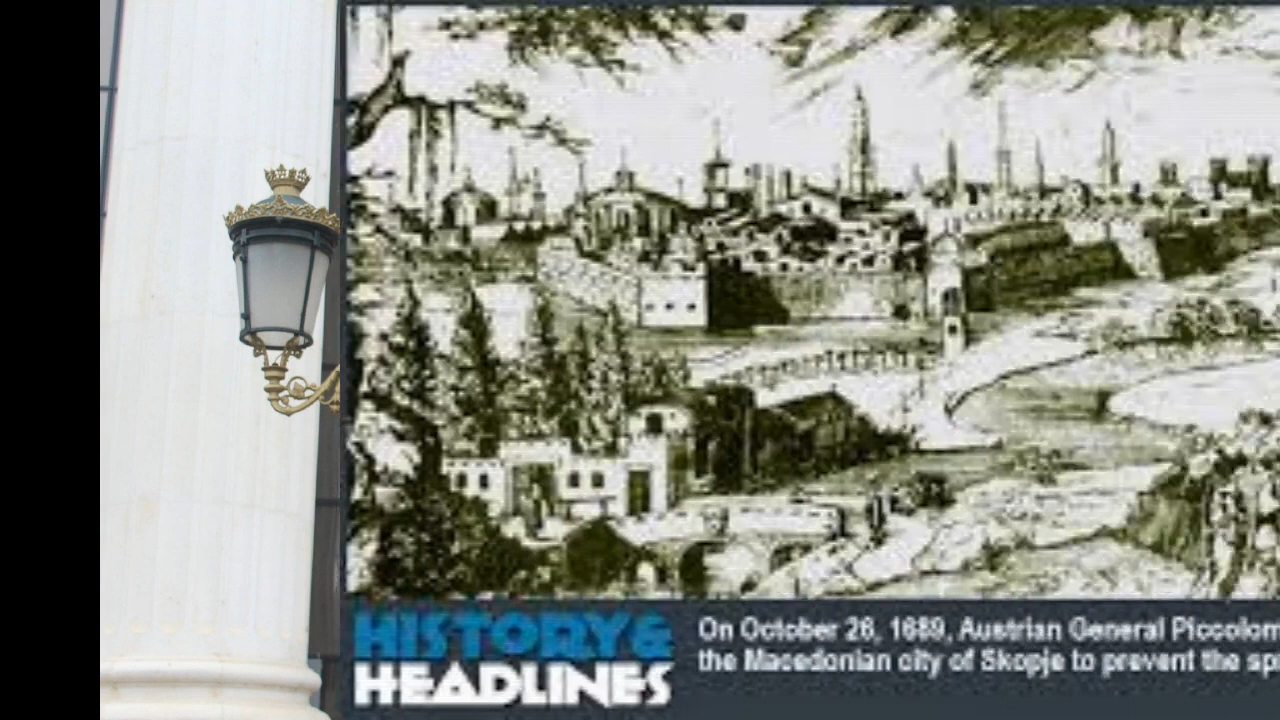 HISTORY&
HEADLINES
On October 26, 1689, Austrian General Piccolom
the Macedonian city of Skopje to prevent the sp